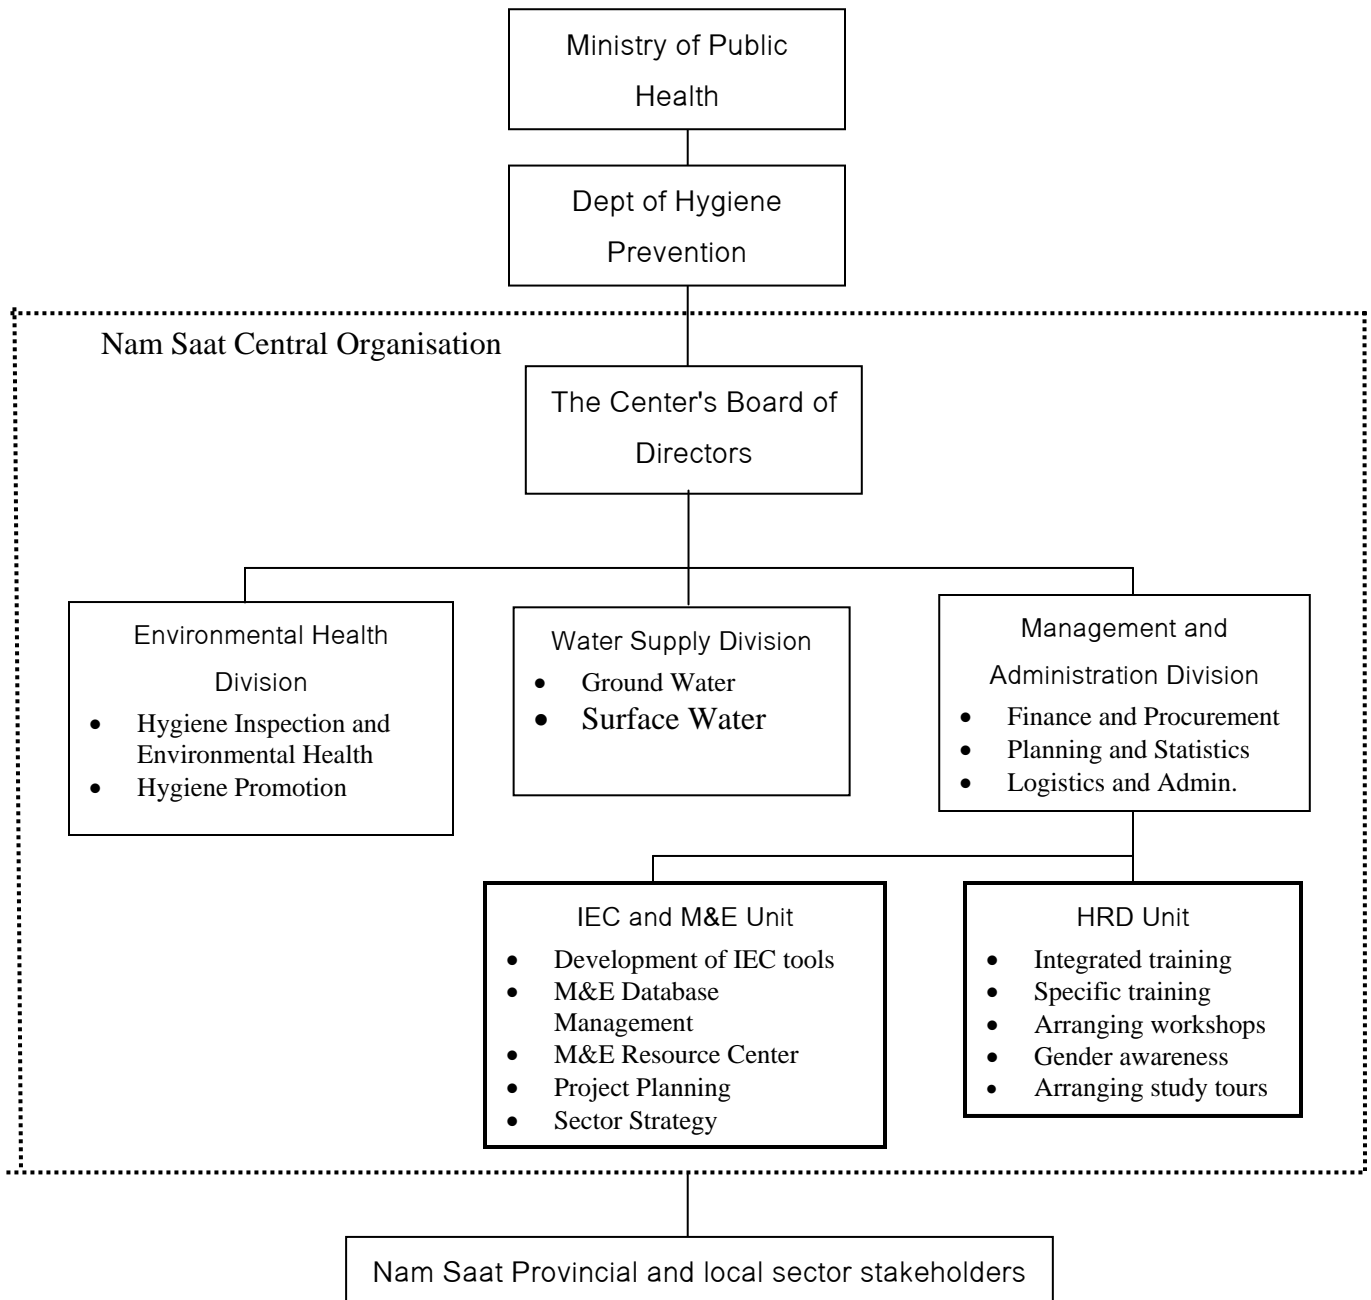 Ministry of Public
Health
Dept of Hygiene
Prevention
Nam Saat Central Organisation
The Center's Board of
Directors
Environmental Health
Division
• Hygiene Inspection and
Environmental Health
• Hygiene Promotion
Water Supply Division
• Ground Water
• Surface Water
Management and
Administration Division
• Finance and Procurement
• Planning and Statistics
• Logistics and Admin.
IEC and M&E Unit
• Development of IEC tools
• M&E Database
Management
• M&E Resource Center
• Project Planning
• Sector Strategy
HRD Unit
• Integrated training
• Specific training
• Arranging workshops
• Gender awareness
• Arranging study tours
Nam Saat Provincial and local sector stakeholders